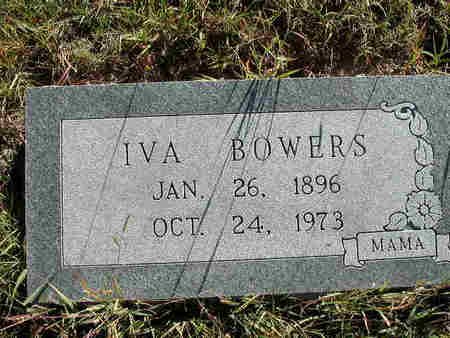 IVA BOWERS
JAN. 26, 1896
OCT. 24, 1973
MAMA